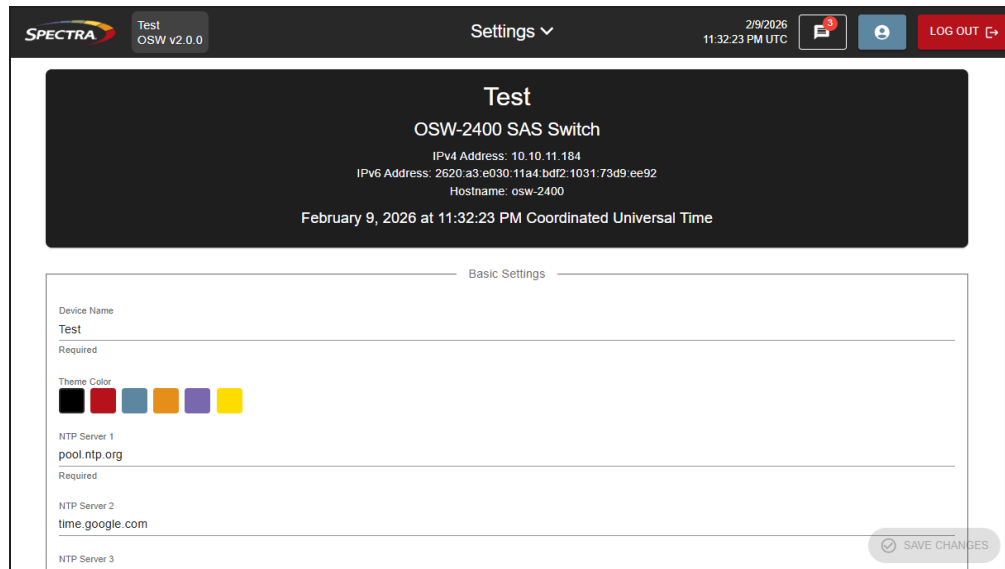 SPECTRA
Test
OSW v2.0.0
Settings
2/9/2026
11:32:23 PM UTC
3
LOG OUT
Test
OSW-2400 SAS Switch
IPv4 Address: 10.10.11.184
IPv6 Address: 2620:a3:e030:11a4:bdf2:1031:73d9:ee92
Hostname: osw-2400
February 9, 2026 at 11:32:23 PM Coordinated Universal Time
Basic Settings
Device Name
Test
Required
Theme Color
NTP Server 1
pool.ntp.org
Required
NTP Server 2
time.google.com
SAVE CHANGES
NTP Server 3